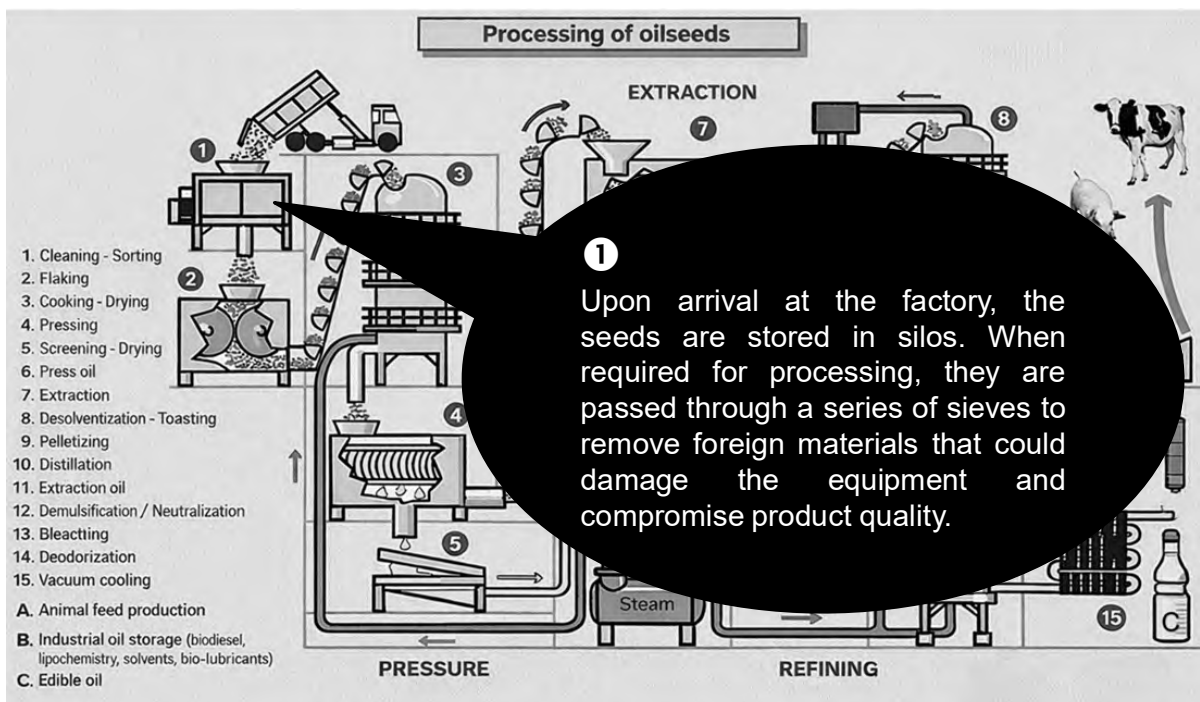 Processing of oilseeds
EXTRACTION
1
7
8
3
2
1. Cleaning - Sorting
2. Flaking
3. Cooking - Drying
4. Pressing
5. Screening - Drying
6. Press oil
7. Extraction
8. Desolventization - Toasting
9. Pelletizing
10. Distillation
11. Extraction oil
12. Demulsification / Neutralization
13. Bleactting
14. Deodorization
15. Vacuum cooling
A. Animal feed production
B. Industrial oil storage (biodiesel,
lipochemistry, solvents, bio-lubricants)
C. Edible oil
1
Upon arrival at the factory, the
seeds are stored in silos. When
required for processing, they are
passed through a series of sieves to
remove foreign materials that could
damage the equipment and
compromise product quality.
4
5
Steam
15
C
PRESSURE
REFINING